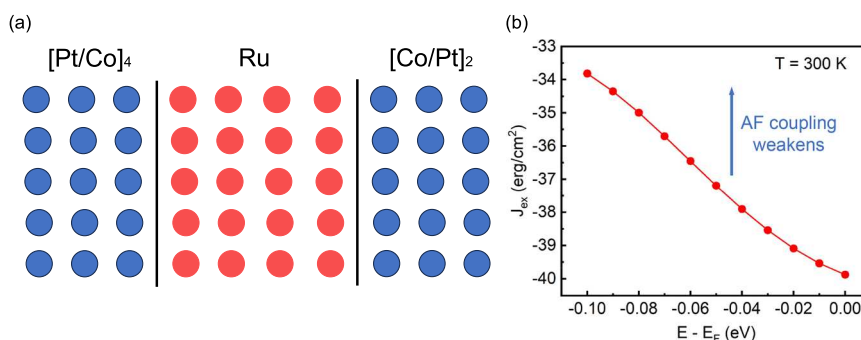 (a)
[Pt/Co]4
Ru
[Co/Pt]2
(b)
T = 300 K
AF coupling
weakens
Jex (erg/cm2)
-33
-34
-35
-36
-37
-38
-39
-40
-0.10
-0.08
-0.06
-0.04
-0.02
0.00
E - EF (eV)